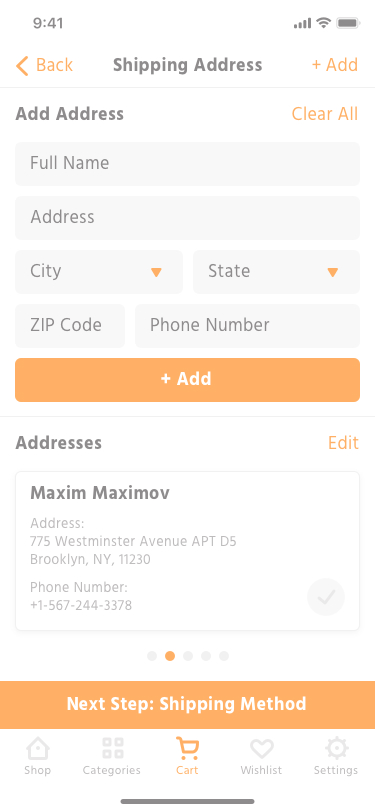 9:41
Back Shipping Address + Add
Add Address Clear All
Full Name
Address
City State
ZIP Code Phone Number
+ Add
Addresses Edit
Maxim Maximov
Address:
775 Westminster Avenue APT D5
Brooklyn, NY, 11230
Phone Number:
+1-567-244-3378
Next Step: Shipping Method
Shop Categories Cart Wishlist Settings